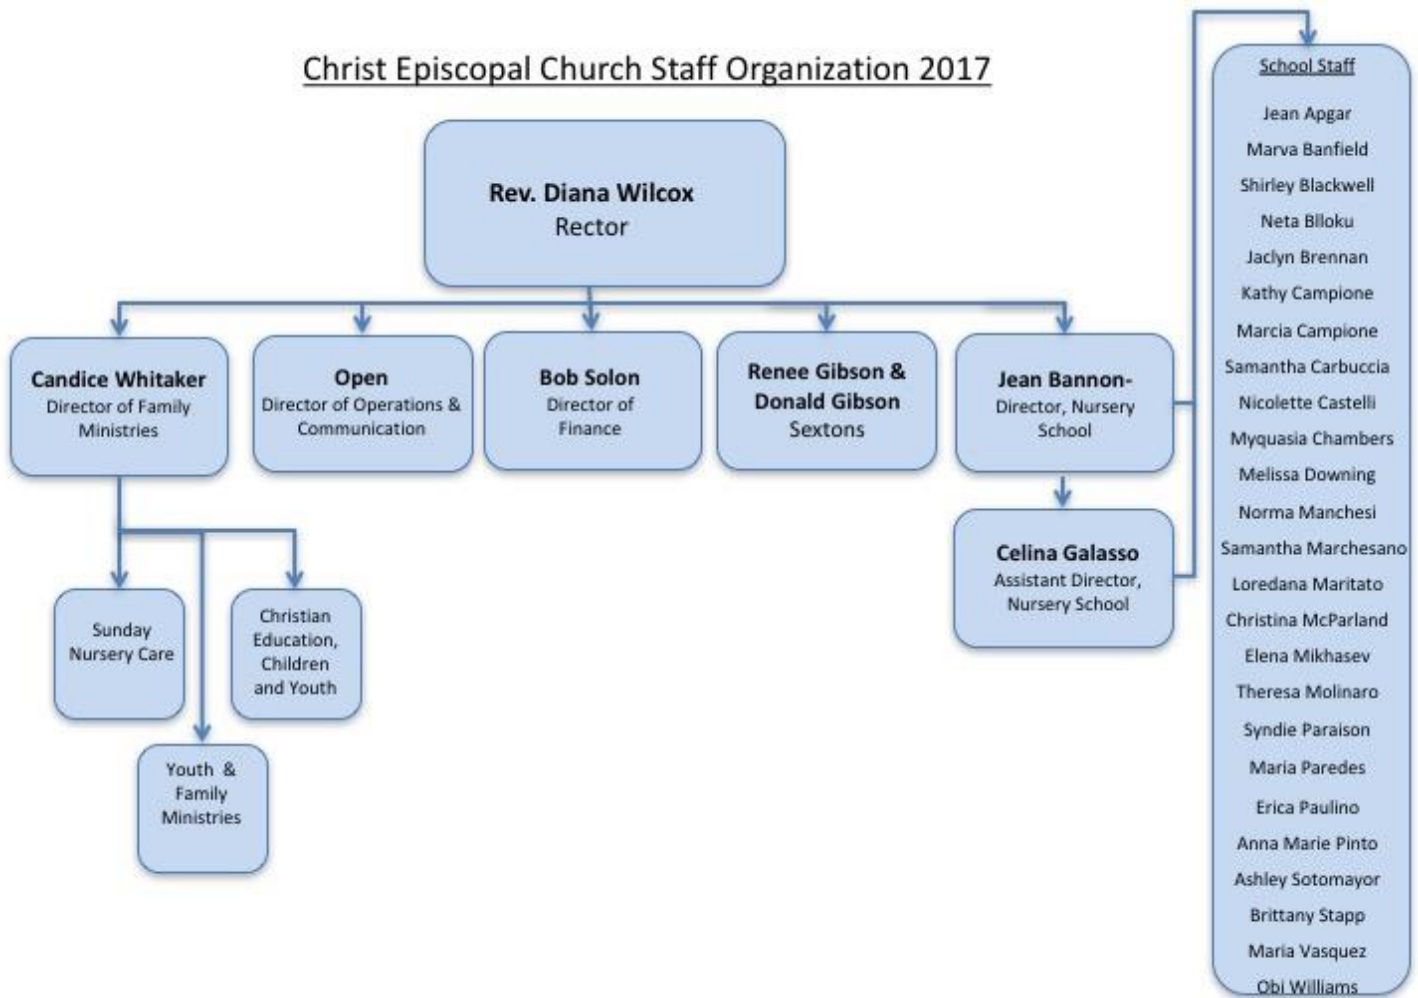 Christ Episcopal Church Staff Organization 2017
Rev. Diana Wilcox
Rector
Candice Whitaker
Director of Family
Ministries
Open
Director of Operations &
Communication
Bob Solon
Director of
Finance
Renee Gibson &
Donald Gibson
Sextons
Jean Bannon-
Director, Nursery
School
Celina Galasso
Assistant Director,
Nursery School
Sunday
Nursery Care
Christian
Education,
Children
and Youth
Youth & 
Family
Ministries
School Staff
Jean Apgar
Marva Banfield
Shirley Blackwell
Neta Blloku
Jaclyn Brennan
Kathy Campione
Marcia Campione
Samantha Carbuccia
Nicolette Castelli
Myquasia Chambers
Melissa Downing
Norma Manchesi
Samantha Marchesano
Loredana Maritato
Christina McParland
Elena Mikhasev
Theresa Molinaro
Syndie Paraison
Maria Paredes
Erica Paulino
Anna Marie Pinto
Ashley Sotomayor
Brittany Stapp
Maria Vasquez
Obi Williams